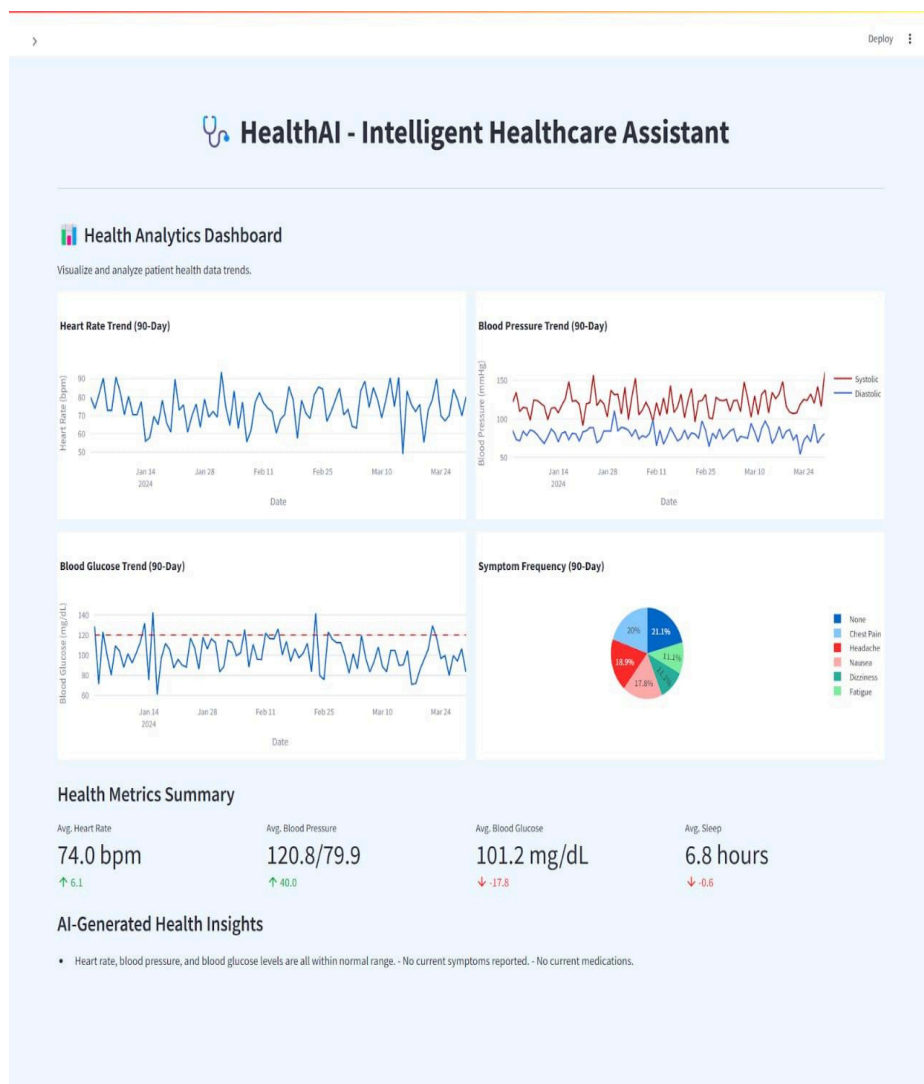 Deploy
HealthAI - Intelligent Healthcare Assistant
Health Analytics Dashboard
Visualize and analyze patient health data trends.
Heart Rate Trend (90-Day)
Heart Rate (bpm)
90
80
70
60
50
Jan 14
2024
Jan 28
Feb 11
Feb 25
Mar 10
Mar 24
Date
Blood Pressure Trend (90-Day)
Blood Pressure (mmHg)
150
100
50
Jan 14
2024
Jan 28
Feb 11
Feb 25
Mar 10
Mar 24
Date
Systolic
Diastolic
Blood Glucose Trend (90-Day)
Blood Glucose (mg/dL)
140
120
100
80
60
Jan 14
2024
Jan 28
Feb 11
Feb 25
Mar 10
Mar 24
Date
Symptom Frequency (90-Day)
20%
21.1%
18.9%
11.1%
17.8%
None
Chest Pain
Headache
Nausea
Dizziness
Fatigue
Health Metrics Summary
Avg. Heart Rate
74.0 bpm
↑ 6.1
Avg. Blood Pressure
120.8/79.9
↑ 40.0
Avg. Blood Glucose
101.2 mg/dL
↓ -17.8
Avg. Sleep
6.8 hours
↓ -0.6
AI-Generated Health Insights
• Heart rate, blood pressure, and blood glucose levels are all within normal range. - No current symptoms reported. - No current medications.